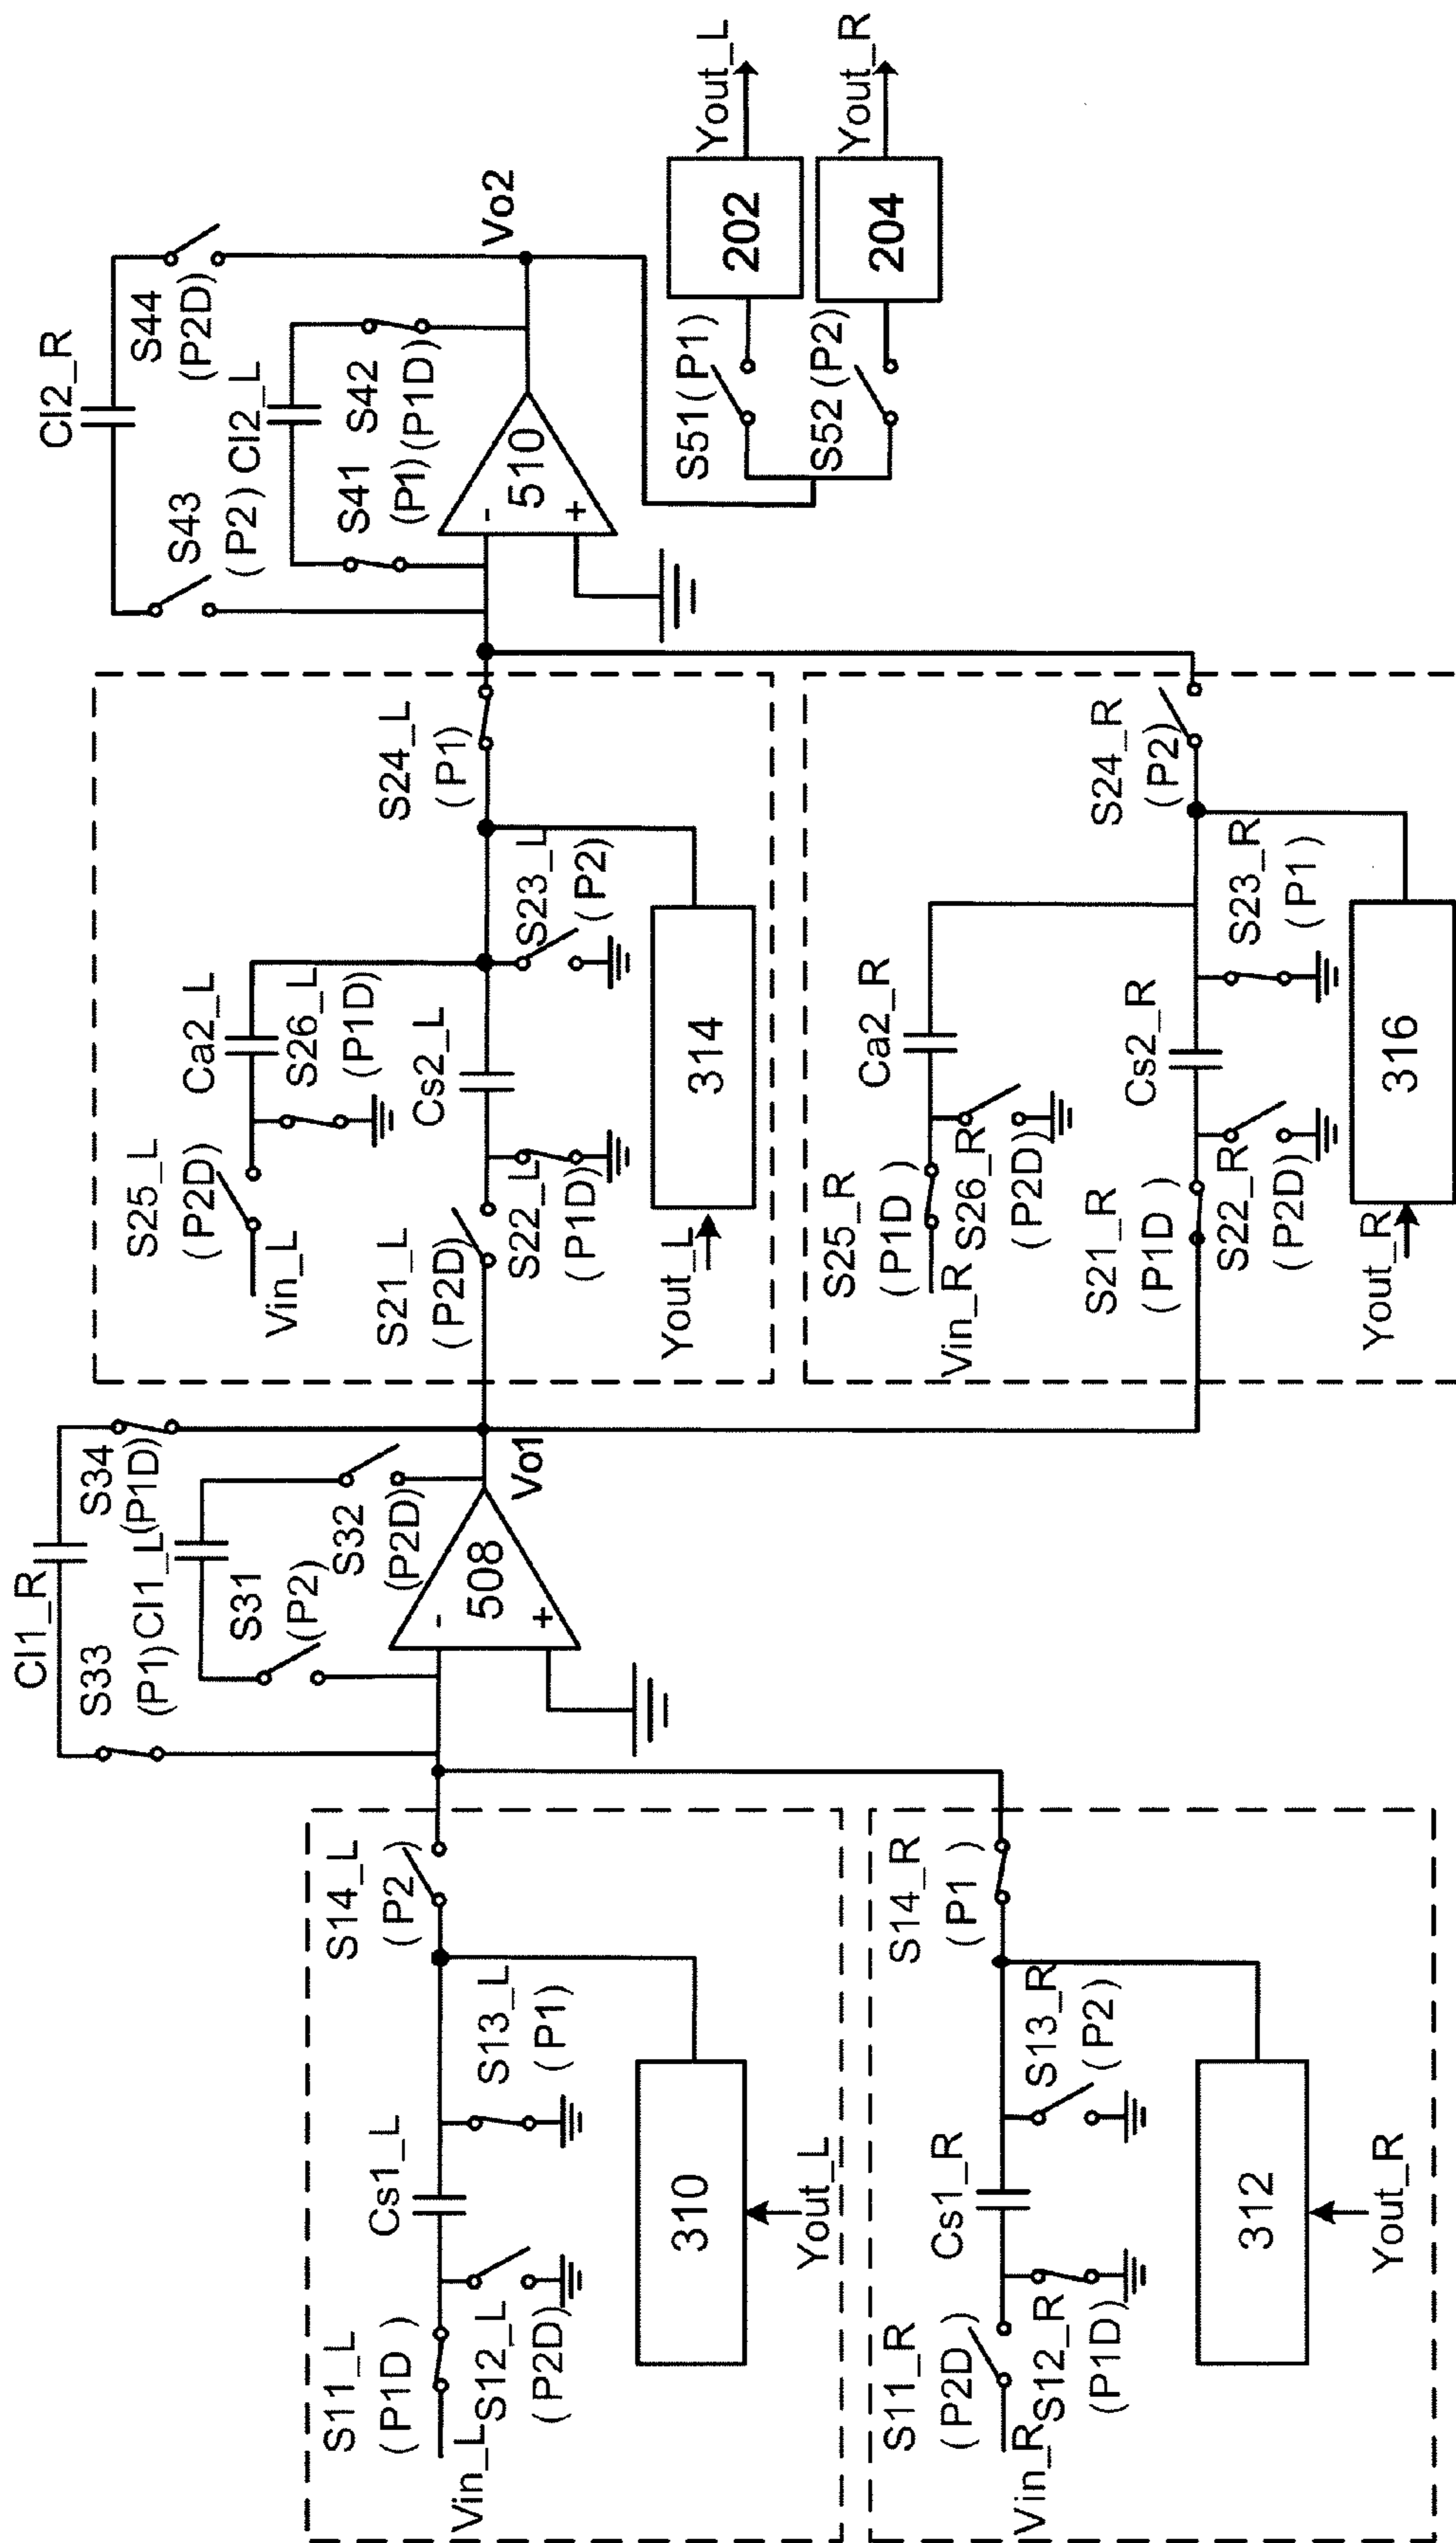 Vin_L
S11_L
(P1D)
S12_L
(P2D)
Cs1_L
S13_L
(P1)
S14_L
(P2)
310
Yout_L
Vin_R
S11_R
(P2D)
S12_R
(P1D)
Cs1_R
S13_R
(P2)
S14_R
(P1)
312
Yout_R
CI1_R
S33
(P1)
S34
(P1D)
CI1_L
S31
(P2)
S32
(P2D)
-
+
508
Vo1
Vin_L
S25_L
(P2D)
Ca2_L
S26_L
(P1D)
S21_L
(P2D)
S22_L
(P1D)
Cs2_L
S23_L
(P2)
S24_L
(P1)
314
Yout_L
Vin_R
S25_R
(P1D)
S26_R
(P2D)
Ca2_R
S21_R
(P1D)
S22_R
(P2D)
Cs2_R
S23_R
(P1)
S24_R
(P2)
316
Yout_R
CI2_R
S43
(P2)
S44
(P2D)
CI2_L
S41
(P1)
S42
(P1D)
-
+
510
Vo2
S51(P1)
202
Yout_L
S52(P2)
204
Yout_R